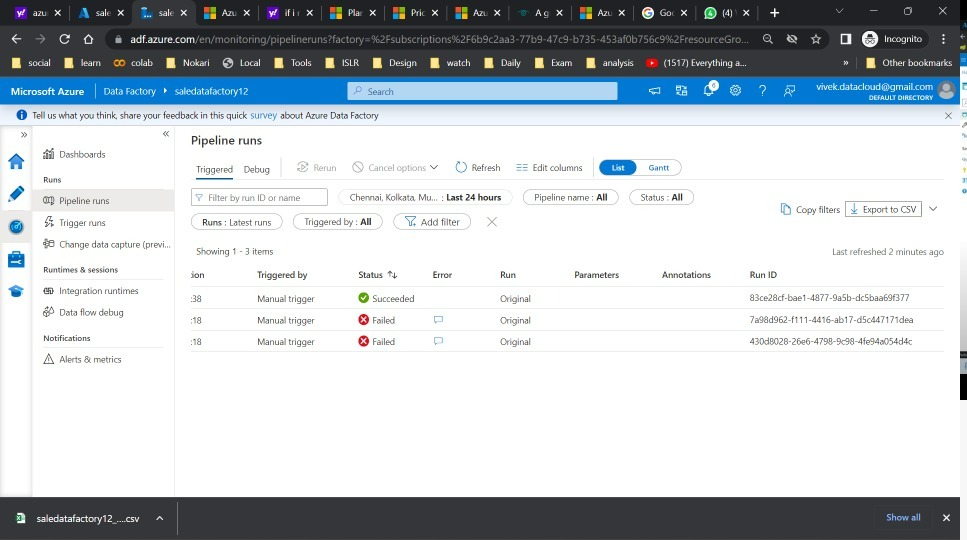 azu
sale
sale
Azu
if i r
Plar
Pric
Azu
A g
Azu
Goc
(4)
adf.azure.com/en/monitoring/pipelineruns?factory=%2Fsubscriptions%2F6b9c2aa3-77b9-47c9-b735-453af0b756c9%2FresourceGro...
Incognito
social
learn
colab
Nokari
Local
Tools
ISLR
Design
watch
Daily
Exam
analysis
(1517) Everything a...
»
Other bookmarks
Microsoft Azure
Data Factory
saledatafactory12
Search
vivek.datacloud@gmail.com
DEFAULT DIRECTORY
Tell us what you think, share your feedback in this quick survey about Azure Data Factory
Dashboards
Runs
Pipeline runs
Trigger runs
Change data capture (previ...
Runtimes & sessions
Integration runtimes
Data flow debug
Notifications
Alerts & metrics
Pipeline runs
Triggered
Debug
Rerun
Cancel options
Refresh
Edit columns
List
Gantt
Filter by run ID or name
Chennai, Kolkata, Mu... : Last 24 hours
Pipeline name : All
Status : All
Runs : Latest runs
Triggered by : All
Add filter
Copy filters
Export to CSV
Showing 1 - 3 items
Last refreshed 2 minutes ago
ion Triggered by Status Error Run Parameters Annotations Run ID
:38 Manual trigger Succeeded Original 83ce28cf-bae1-4877-9a5b-dc5baa69f377
:18 Manual trigger Failed Original 7a98d962-f111-4416-ab17-d5c447171dea
:18 Manual trigger Failed Original 430d8028-26e6-4798-9c98-4fe94a054d4c
saledatafactory12_....csv
Show all